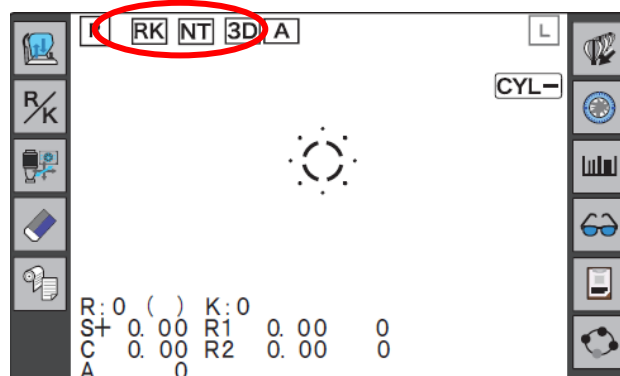 R RK NT 3D A L
R/K
CYL−
R:0 ( ) K:0
S+ 0.00 R1 0.00 0
C 0.00 R2 0.00 0
A 0